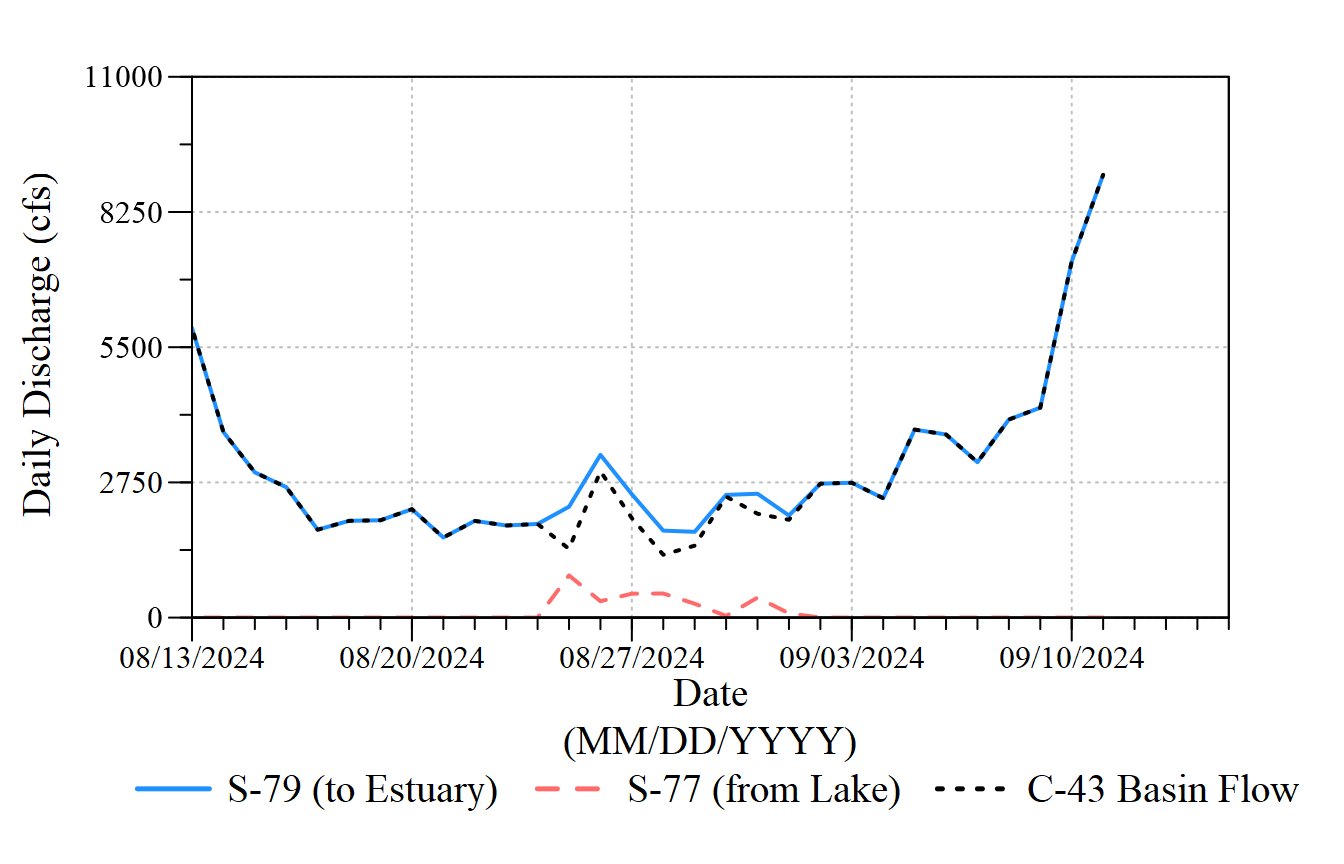 11000
8250
5500
2750
0
Daily Discharge (cfs)
08/13/2024 08/20/2024 08/27/2024 09/03/2024 09/10/2024
Date
(MM/DD/YYYY)
S-79 (to Estuary) S-77 (from Lake) C-43 Basin Flow